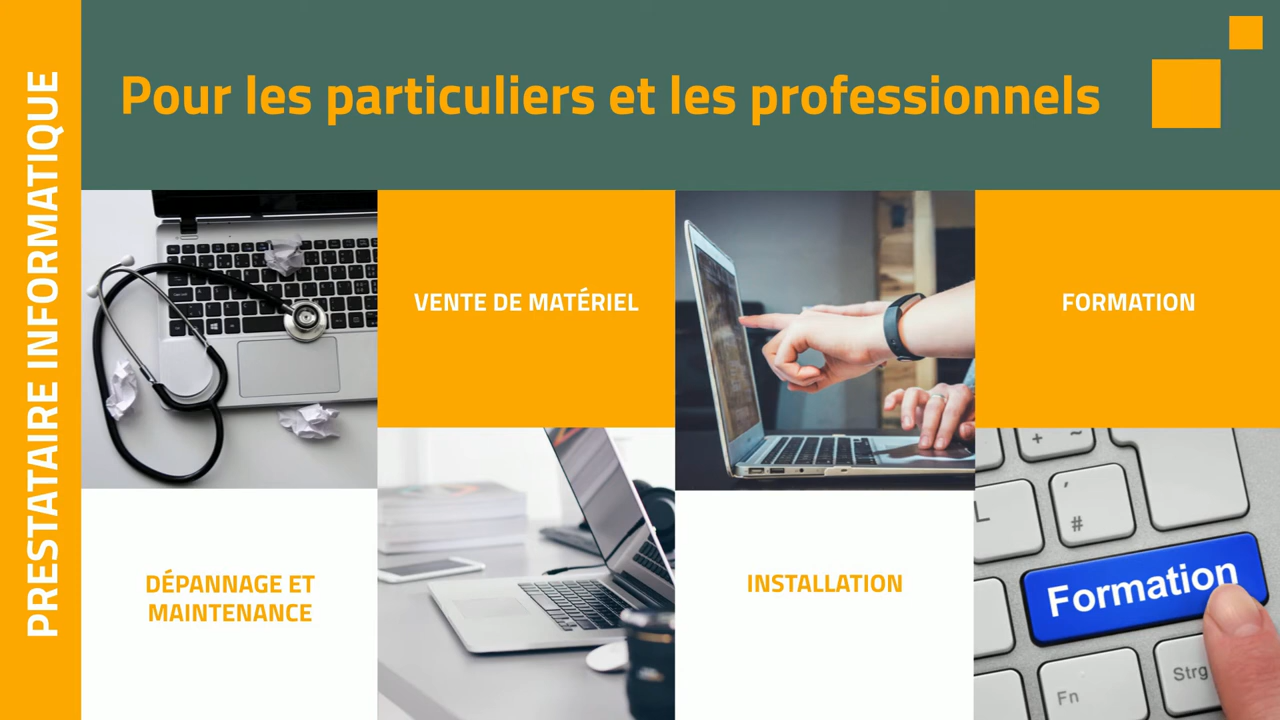 PRESTATAIRE INFORMATIQUE
Pour les particuliers et les professionnels
VENTE DE MATÉRIEL
FORMATION
DÉPANNAGE ET
MAINTENANCE
INSTALLATION
+ ~
L
' #
Formation
Fn
Strg